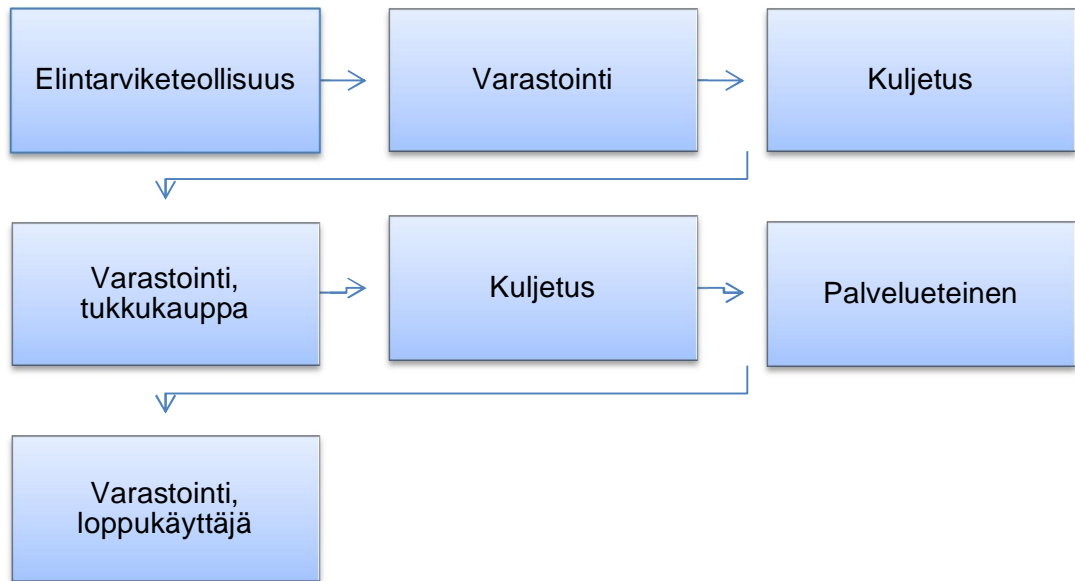 Elintarviketeollisuus
Varastointi
Kuljetus
Varastointi,
tukkukauppa
Kuljetus
Palvelueteinen
Varastointi,
loppukäyttäjä